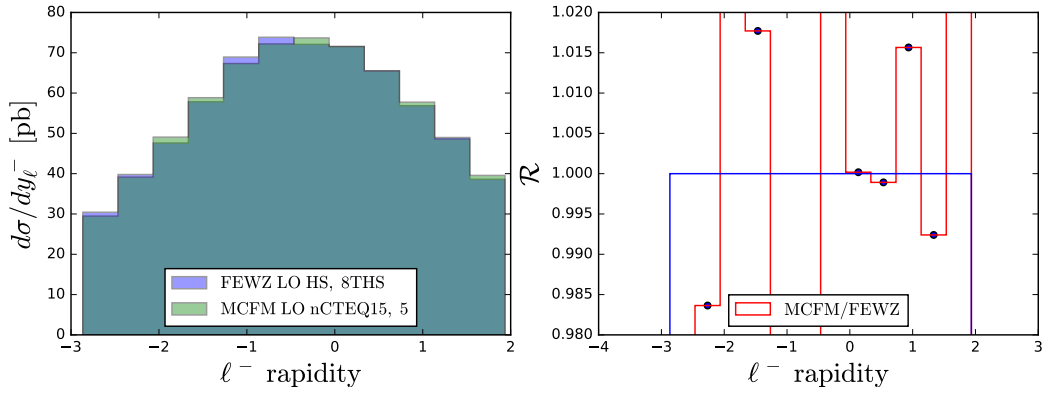 80
70
60
50
40
30
20
10
0
dσ/dy_ℓ^− [pb]
FEWZ LO HS, 8THS
MCFM LO nCTEQ15, 5
−3 −2 −1 0 1 2
ℓ^− rapidity
1.020
1.015
1.010
1.005
1.000
0.995
0.990
0.985
0.980
ℛ
MCFM/FEWZ
−4 −3 −2 −1 0 1 2 3 4
ℓ^− rapidity